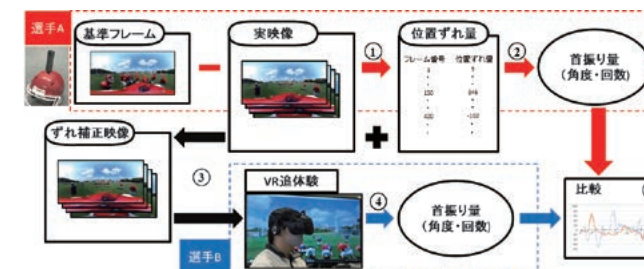 選手A
基準フレーム
実映像
①
位置ずれ量
②
首振り量
(角度・回数)
フレーム番号 位置ずれ量
ずれ補正映像
③
VR追体験
④
首振り量
(角度・回数)
比較
選手B